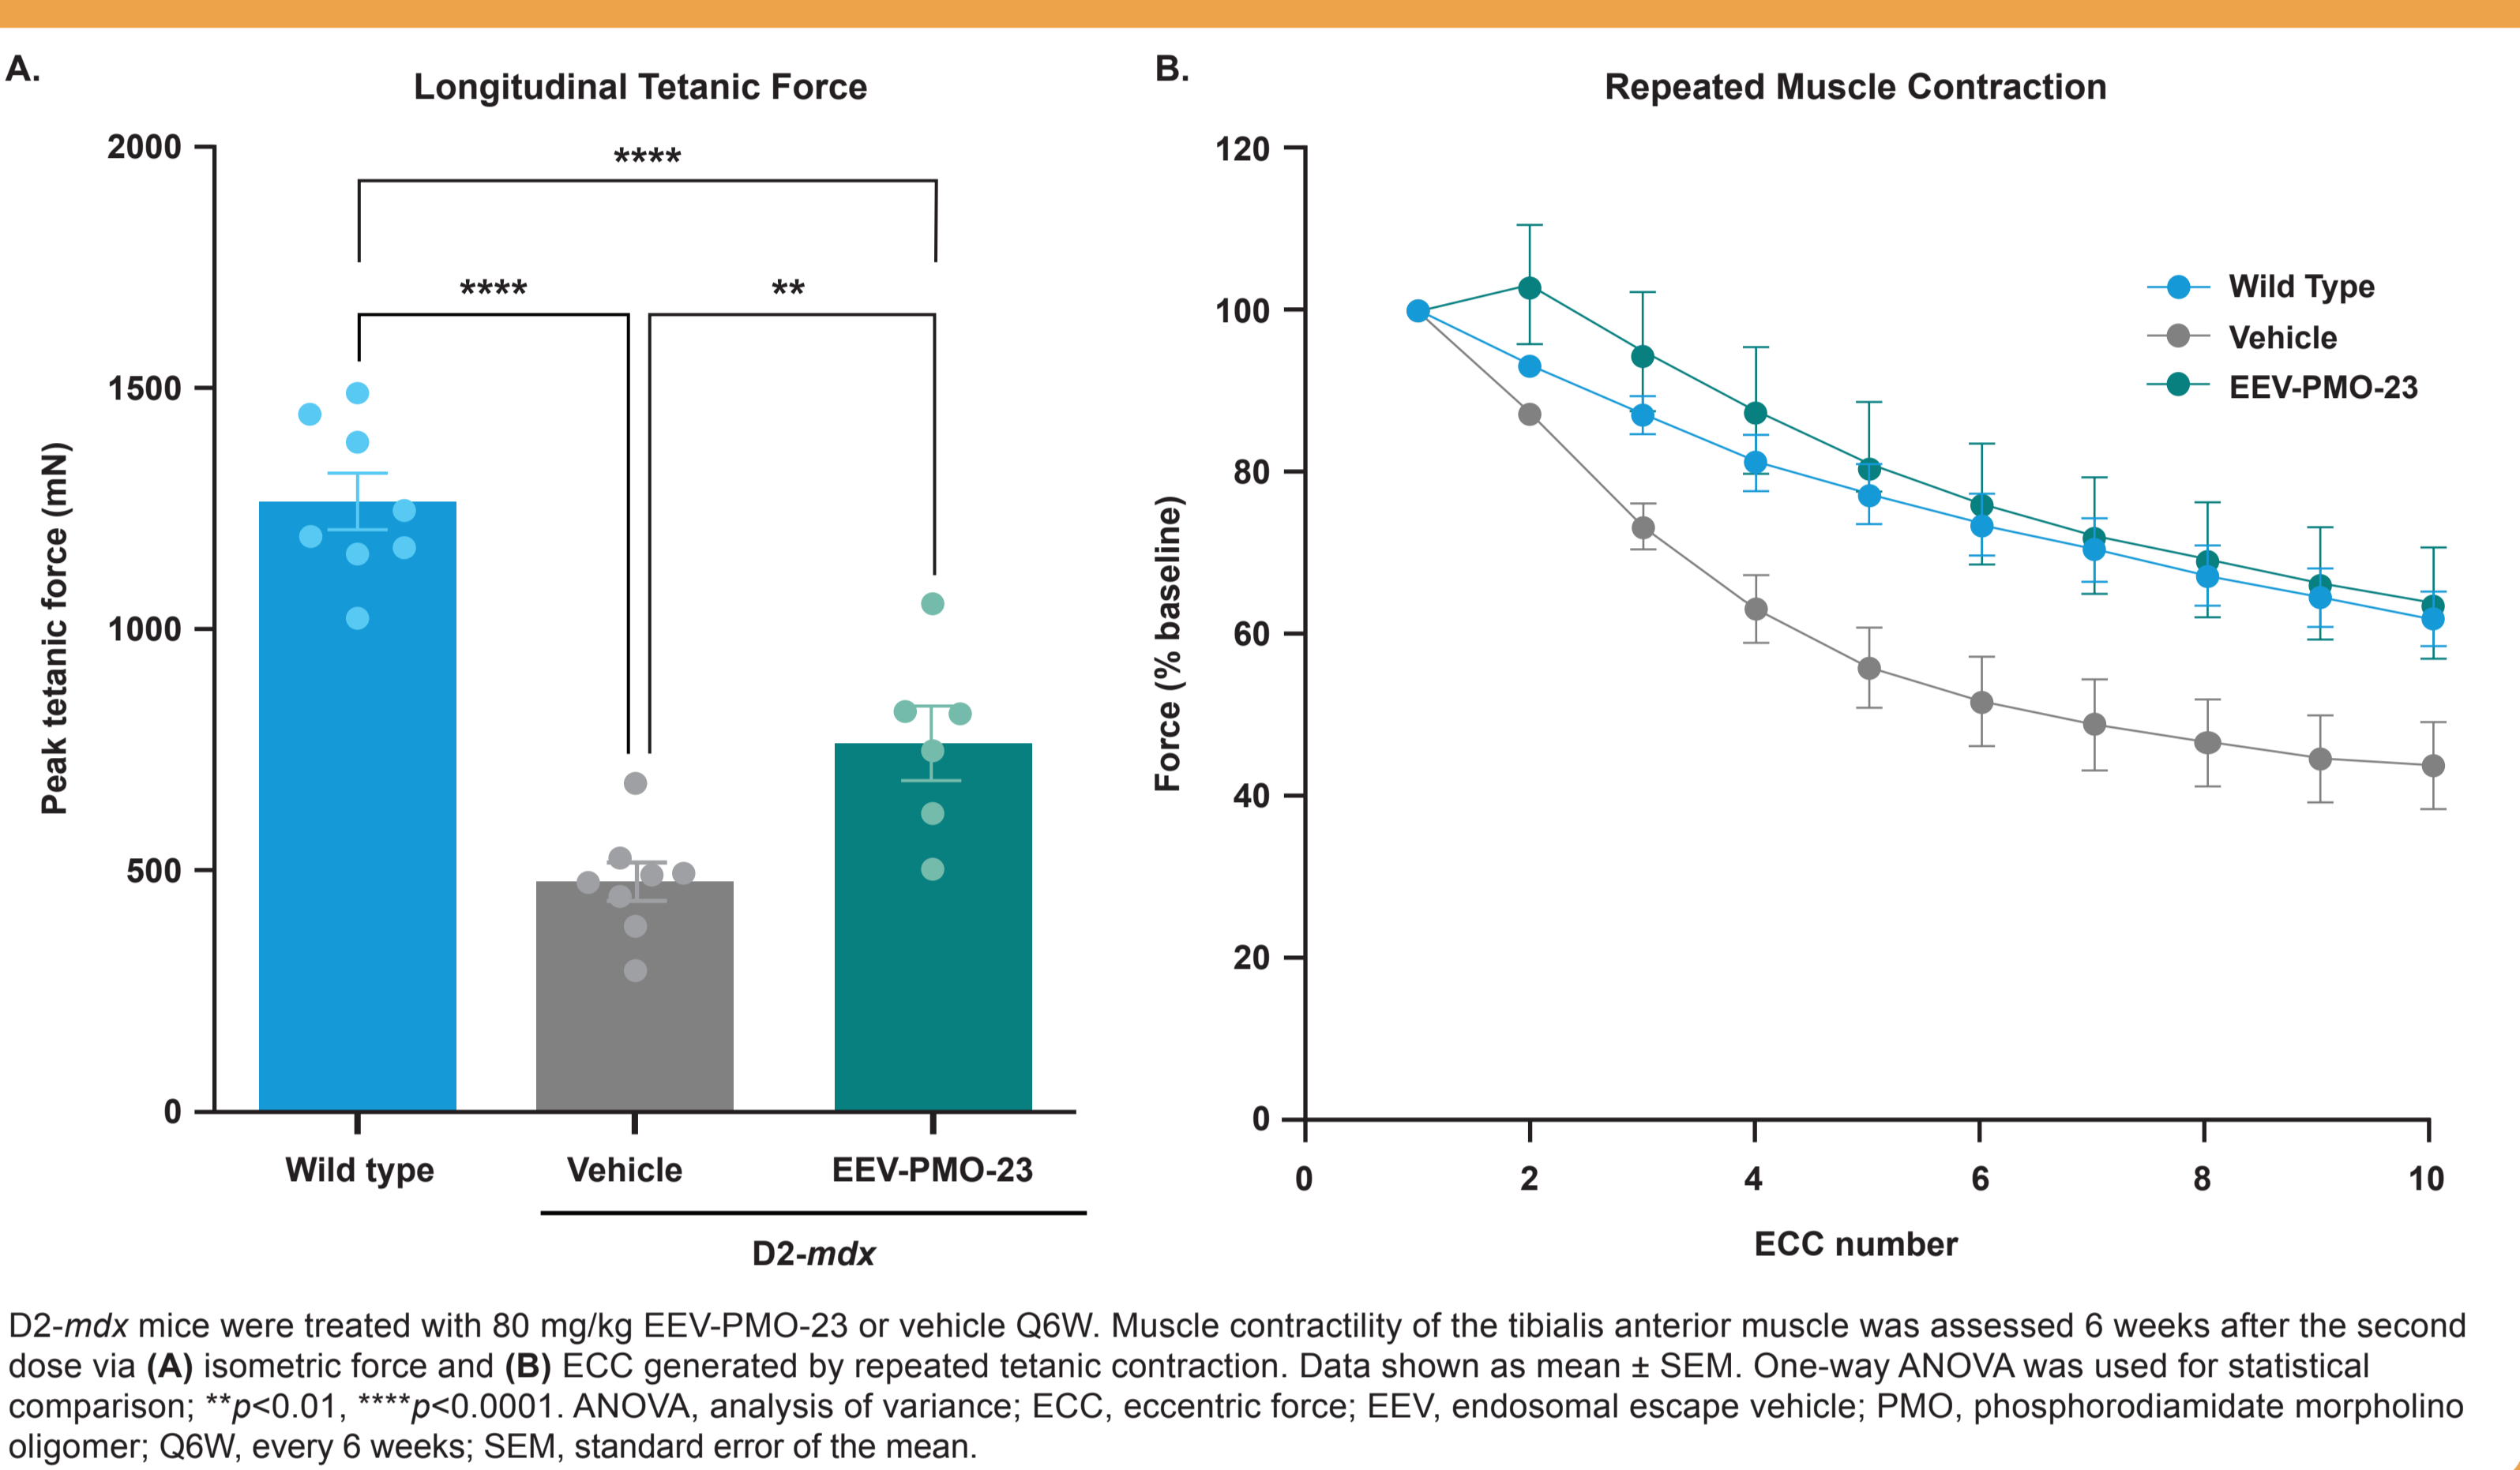 A.
Longitudinal Tetanic Force
2000
1500
1000
500
0
Peak tetanic force (mN)
****
****
**
Wild type
Vehicle
EEV-PMO-23
D2-mdx
B.
Repeated Muscle Contraction
120
100
80
60
40
20
0
Force (% baseline)
Wild Type
Vehicle
EEV-PMO-23
0 2 4 6 8 10
ECC number
D2-mdx mice were treated with 80 mg/kg EEV-PMO-23 or vehicle Q6W. Muscle contractility of the tibialis anterior muscle was assessed 6 weeks after the second
dose via (A) isometric force and (B) ECC generated by repeated tetanic contraction. Data shown as mean ± SEM. One-way ANOVA was used for statistical
comparison; **p<0.01, ****p<0.0001. ANOVA, analysis of variance; ECC, eccentric force; EEV, endosomal escape vehicle; PMO, phosphorodiamidate morpholino
oligomer; Q6W, every 6 weeks; SEM, standard error of the mean.